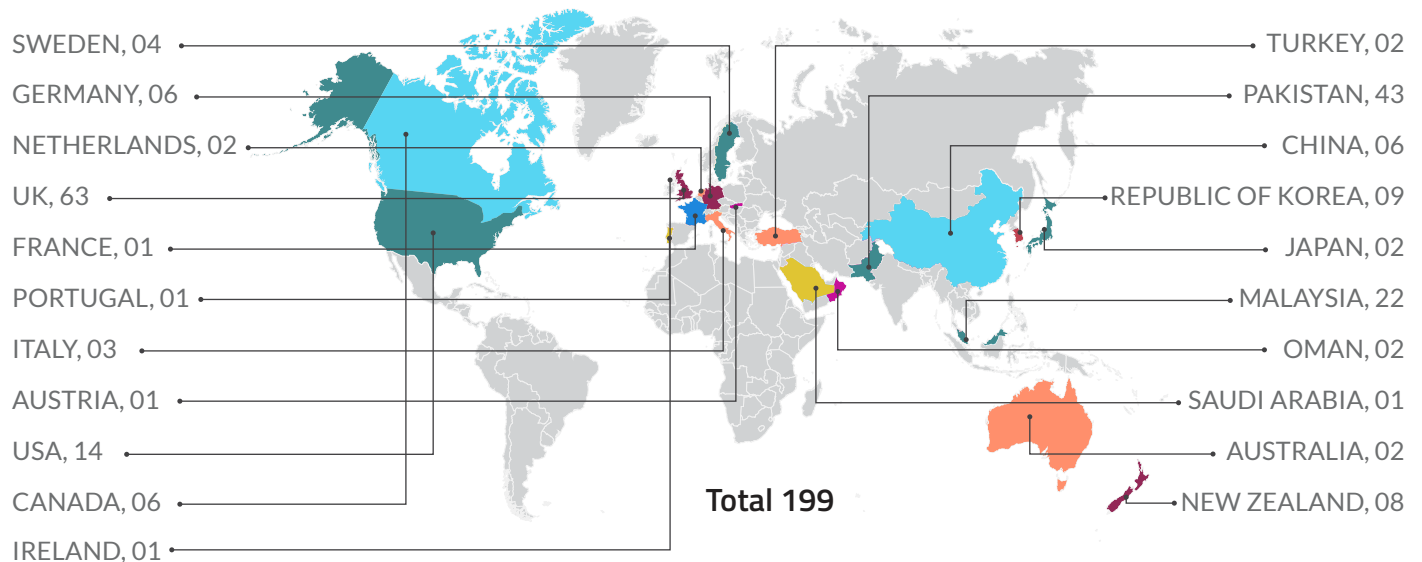 SWEDEN, 04
GERMANY, 06
NETHERLANDS, 02
UK, 63
FRANCE, 01
PORTUGAL, 01
ITALY, 03
AUSTRIA, 01
USA, 14
CANADA, 06
IRELAND, 01
TURKEY, 02
PAKISTAN, 43
CHINA, 06
REPUBLIC OF KOREA, 09
JAPAN, 02
MALAYSIA, 22
OMAN, 02
SAUDI ARABIA, 01
AUSTRALIA, 02
NEW ZEALAND, 08
Total 199